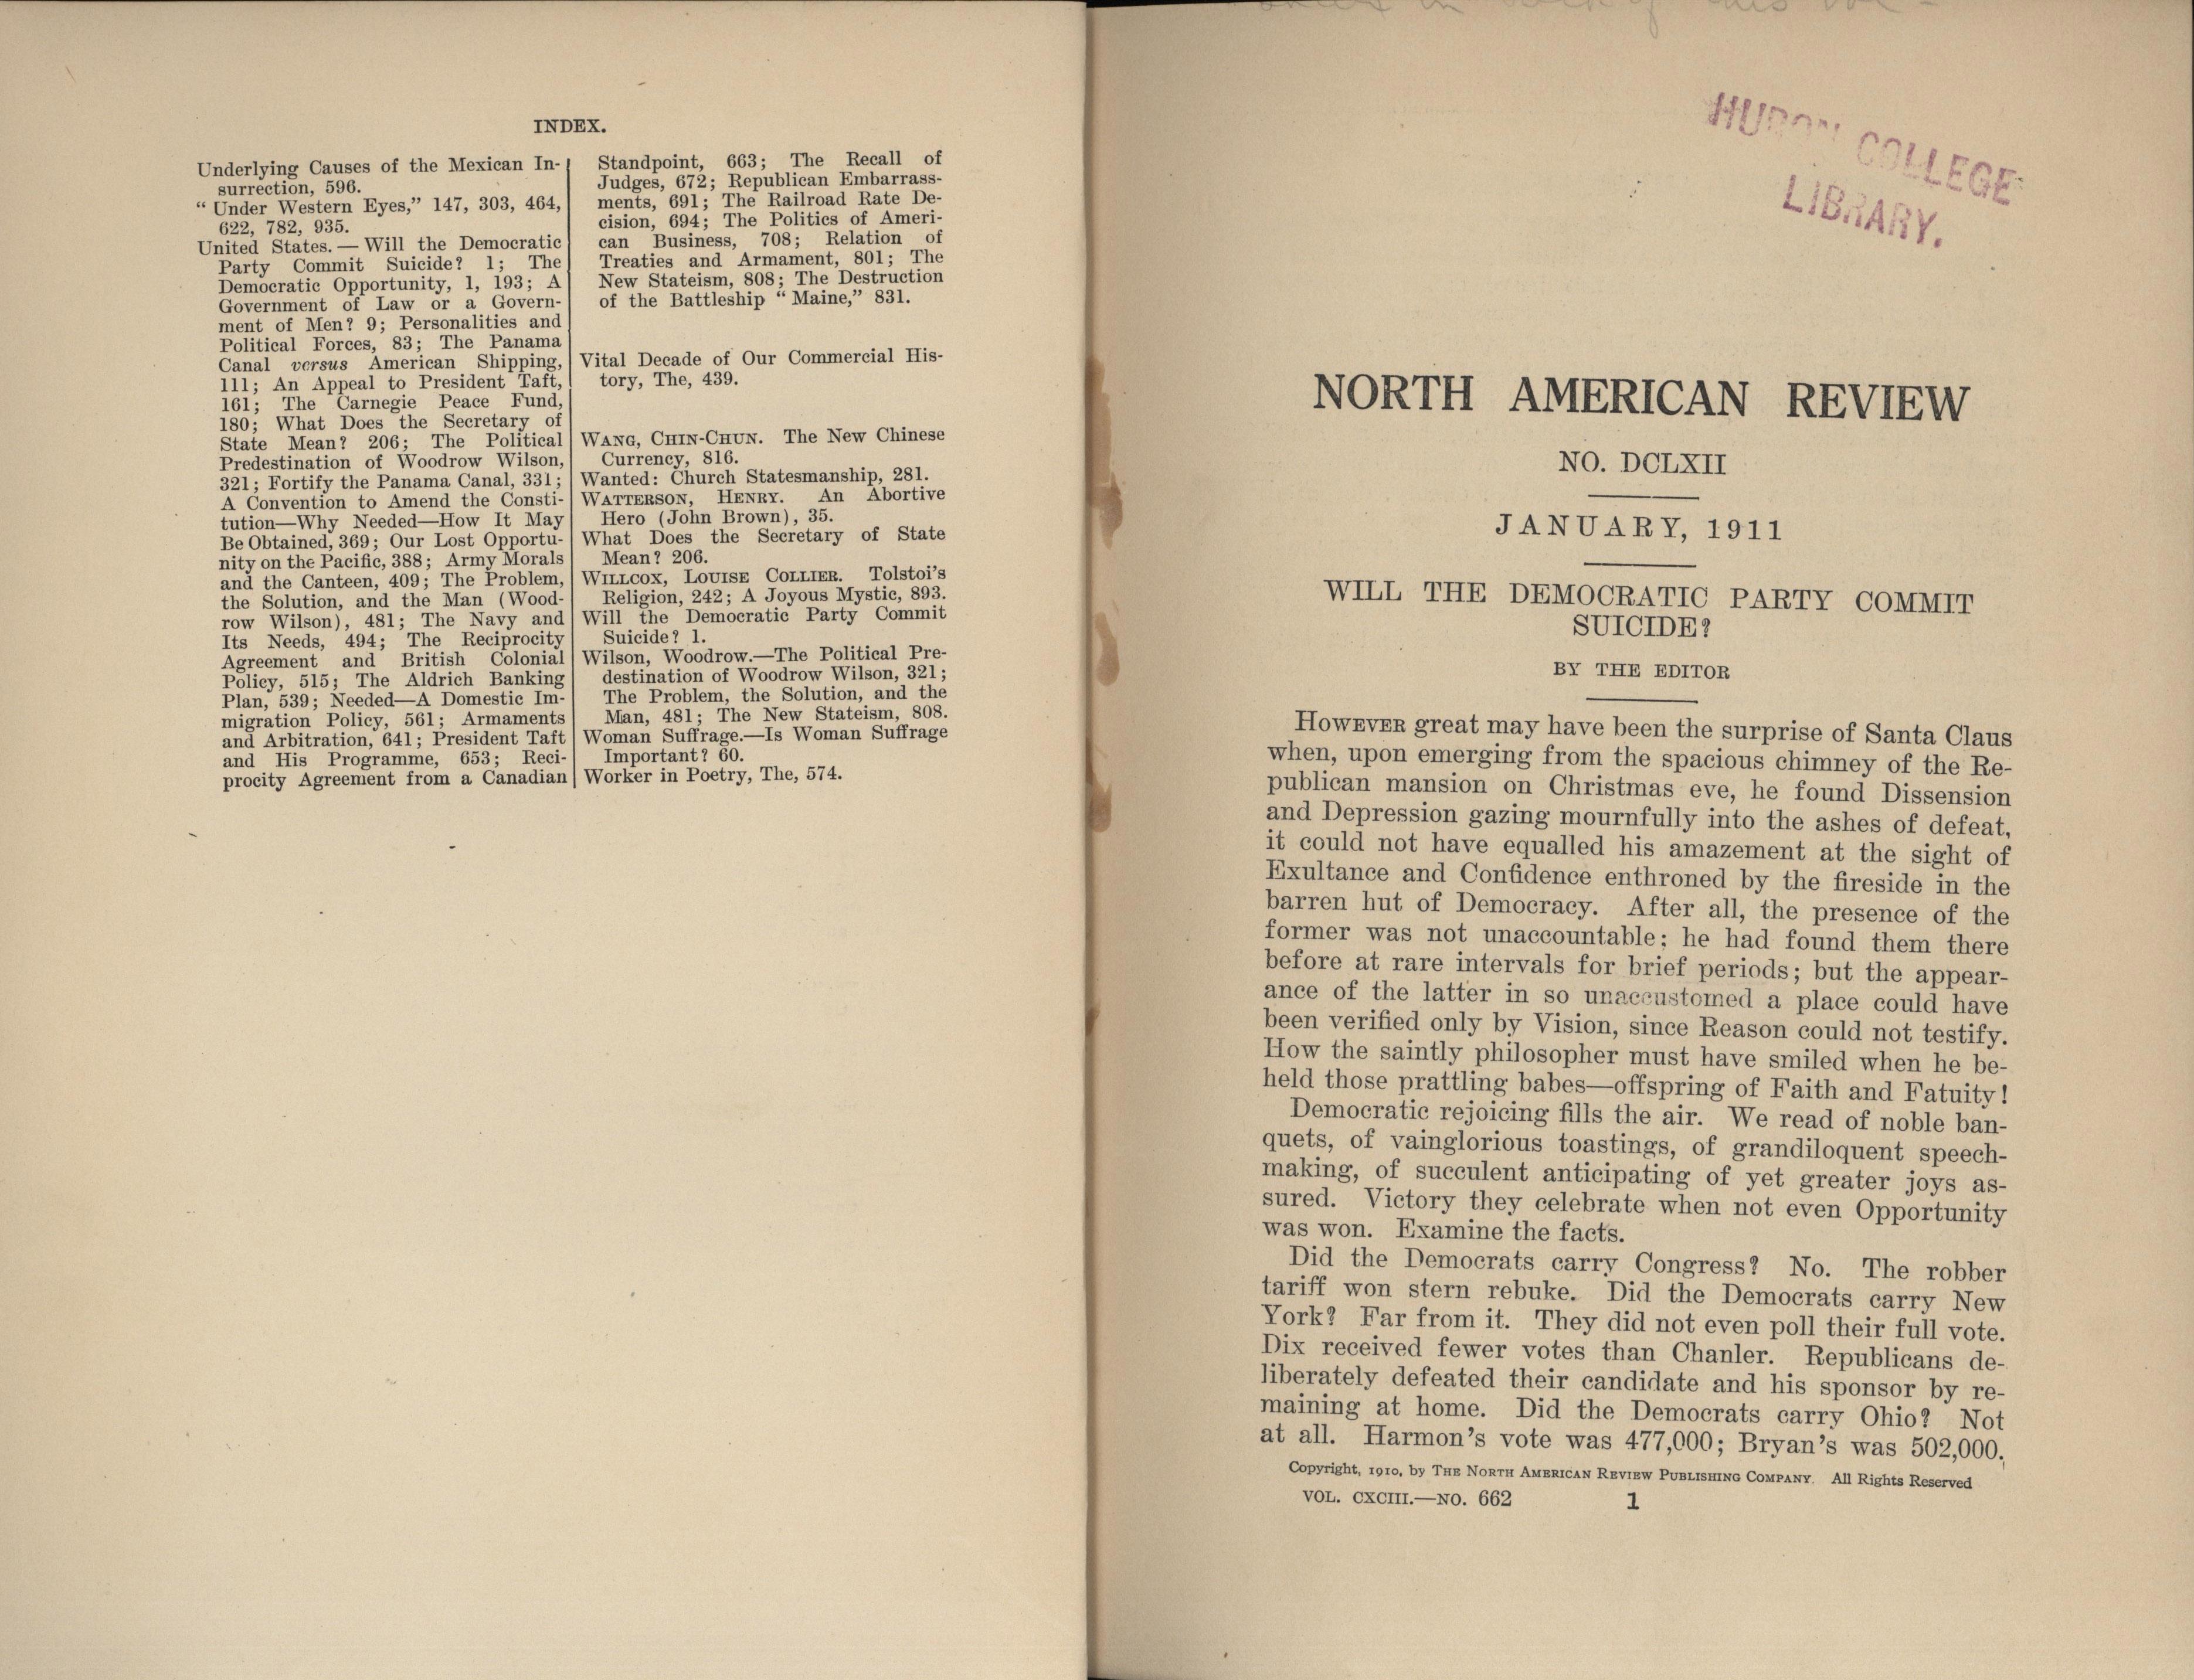 INDEX.
Underlying Causes of the Mexican In-
surrection, 596.
“ Under Western Eyes,” 147, 303, 464,
622, 782, 935.
United States. — Will the Democratic
Party Commit Suicide? 1; The
Democratic Opportunity, 1, 193; A
Government of Law or a Govern-
ment of Men? 9; Personalities and
Political Forces, 83; The Panama
Canal versus American Shipping,
111; An Appeal to President Taft,
161; The Carnegie Peace Fund,
180; What Does the Secretary of
State Mean? 206; The Political
Predestination of Woodrow Wilson,
321; Fortify the Panama Canal, 331;
A Convention to Amend the Consti-
tution—Why Needed—How It May
Be Obtained, 369; Our Lost Opportu-
nity on the Pacific, 388; Army Morals
and the Canteen, 409; The Problem,
the Solution, and the Man (Wood-
row Wilson), 481; The Navy and
Its Needs, 494; The Reciprocity
Agreement and British Colonial
Policy, 515; The Aldrich Banking
Plan, 539; Needed—A Domestic Im-
migration Policy, 561; Armaments
and Arbitration, 641; President Taft
and His Programme, 653; Reci-
procity Agreement from a Canadian
Standpoint, 663; The Recall of
Judges, 672; Republican Embarrass-
ments, 691; The Railroad Rate De-
cision, 694; The Politics of Ameri-
can Business, 708; Relation of
Treaties and Armament, 801; The
New Stateism, 808; The Destruction
of the Battleship “ Maine,” 831.
Vital Decade of Our Commercial His-
tory, The, 439.
WANG, CHIN-CHUN. The New Chinese
Currency, 816.
Wanted: Church Statesmanship, 281.
WATTERSON, HENRY. An Abortive
Hero (John Brown), 35.
What Does the Secretary of State
Mean? 206.
WILLCOX, LOUISE COLLIER. Tolstoi's
Religion, 242; A Joyous Mystic, 893.
Will the Democratic Party Commit
Suicide? 1.
Wilson, Woodrow.—The Political Pre-
destination of Woodrow Wilson, 321;
The Problem, the Solution, and the
Man, 481; The New Stateism, 808.
Woman Suffrage.—Is Woman Suffrage
Important? 60.
Worker in Poetry, The, 574.
HURON COLLEGE
LIBRARY.
NORTH AMERICAN REVIEW
NO. DCLXII
JANUARY, 1911
WILL THE DEMOCRATIC PARTY COMMIT
SUICIDE?
BY THE EDITOR
HOWEVER great may have been the surprise of Santa Claus
when, upon emerging from the spacious chimney of the Re-
publican mansion on Christmas eve, he found Dissension
and Depression gazing mournfully into the ashes of defeat,
it could not have equalled his amazement at the sight of
Exultance and Confidence enthroned by the fireside in the
barren hut of Democracy. After all, the presence of the
former was not unaccountable; he had found them there
before at rare intervals for brief periods; but the appear-
ance of the latter in so unaccustomed a place could have
been verified only by Vision, since Reason could not testify.
How the saintly philosopher must have smiled when he be-
held those prattling babes—offspring of Faith and Fatuity!
Democratic rejoicing fills the air. We read of noble ban-
quets, of vainglorious toastings, of grandiloquent speech-
making, of succulent anticipating of yet greater joys as-
sured. Victory they celebrate when not even Opportunity
was won. Examine the facts.
Did the Democrats carry Congress? No. The robber
tariff won stern rebuke. Did the Democrats carry New
York? Far from it. They did not even poll their full vote.
Dix received fewer votes than Chanler. Republicans de-
liberately defeated their candidate and his sponsor by re-
maining at home. Did the Democrats carry Ohio? Not
at all. Harmon's vote was 477,000; Bryan's was 502,000.
Copyright, 1910, by THE NORTH AMERICAN REVIEW PUBLISHING COMPANY. All Rights Reserved
VOL. CXCIII.—NO. 662 1